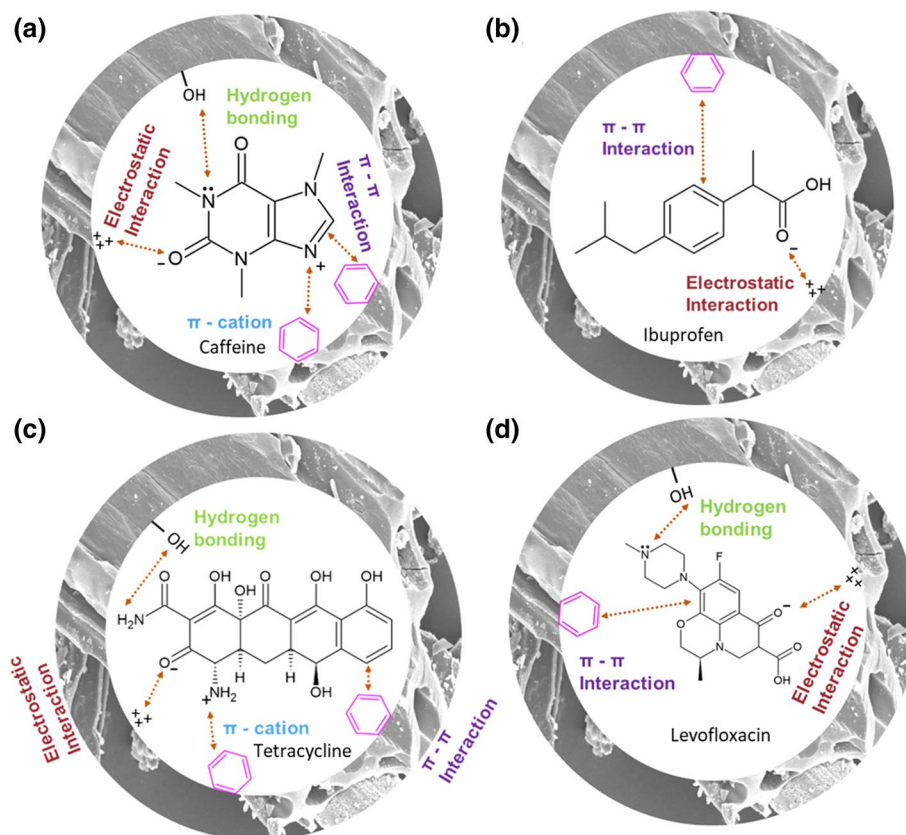 (a)
OH
Hydrogen
bonding
Electrostatic
Interaction
π - π
Interaction
O
N
N
O
N
N
+
-
+++
π - cation
Caffeine
(b)
π - π
Interaction
OH
O
-
+++
Electrostatic
Interaction
Ibuprofen
(c)
OH
Hydrogen
bonding
O
OH
O
OH
OH
OH
H₂N
O
-
H
H
NH₂
+
OH
+++
Electrostatic
Interaction
π - cation
Tetracycline
π - π
Interaction
(d)
OH
Hydrogen
bonding
N
N
F
O
-
++++
Electrostatic
Interaction
O
N
O
OH
π - π
Interaction
Levofloxacin